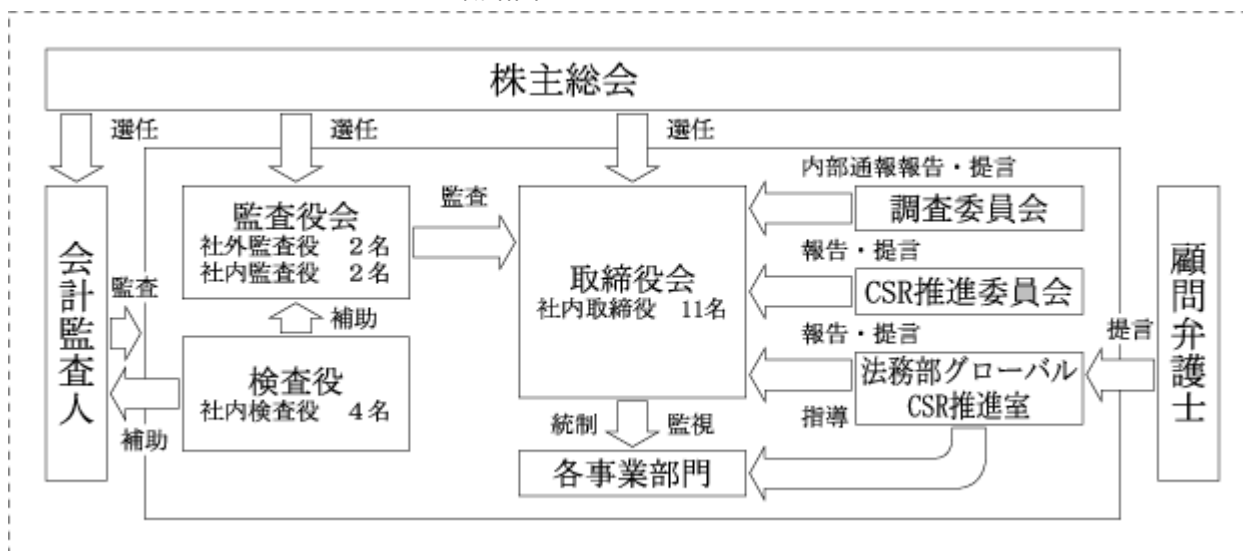 株主総会
選任
選任
選任
会計監査人
監査役会
社外監査役 2名
社内監査役 2名
監査
取締役会
社内取締役 11名
内部通報報告・提言
調査委員会
報告・提言
CSR推進委員会
報告・提言
法務部グローバル
CSR推進室
提言
顧問弁護士
監査
補助
検査役
社内検査役 4名
補助
統制
監視
指導
各事業部門